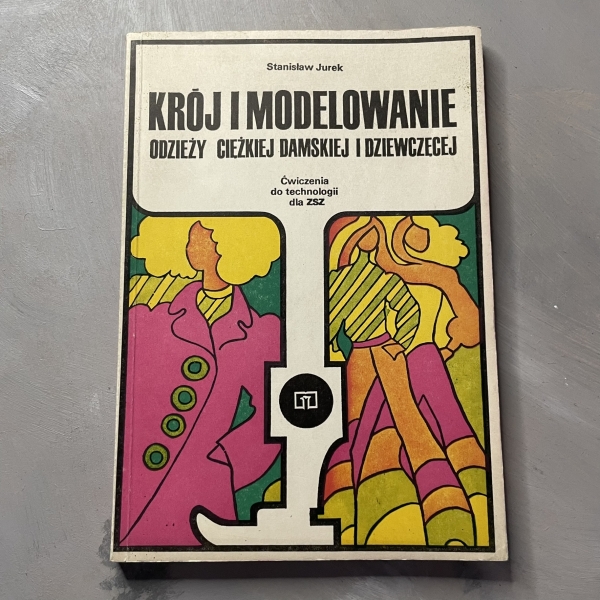 Stanisław Jurek
KRÓJ I MODELOWANIE
ODZIEŻY CIĘŻKIEJ DAMSKIEJ I DZIEWCZĘCEJ
Ćwiczenia
do technologii
dla ZSZ